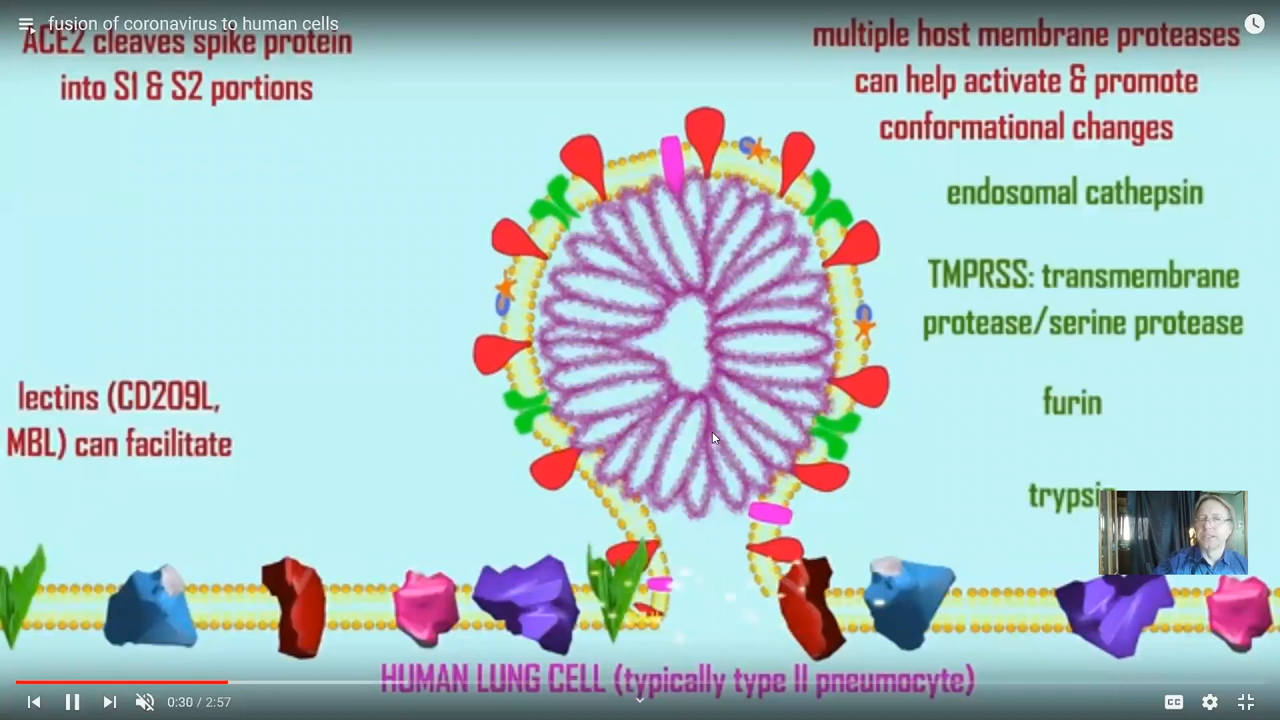 fusion of coronavirus to human cells
ACE2 cleaves spike protein
into S1 & S2 portions
multiple host membrane proteases
can help activate & promote
conformational changes
endosomal cathepsin
TMPRSS: transmembrane
protease/serine protease
furin
lectins (CD209L,
MBL) can facilitate
HUMAN LUNG CELL (typically type II pneumocyte)
0:30 / 2:57
CC